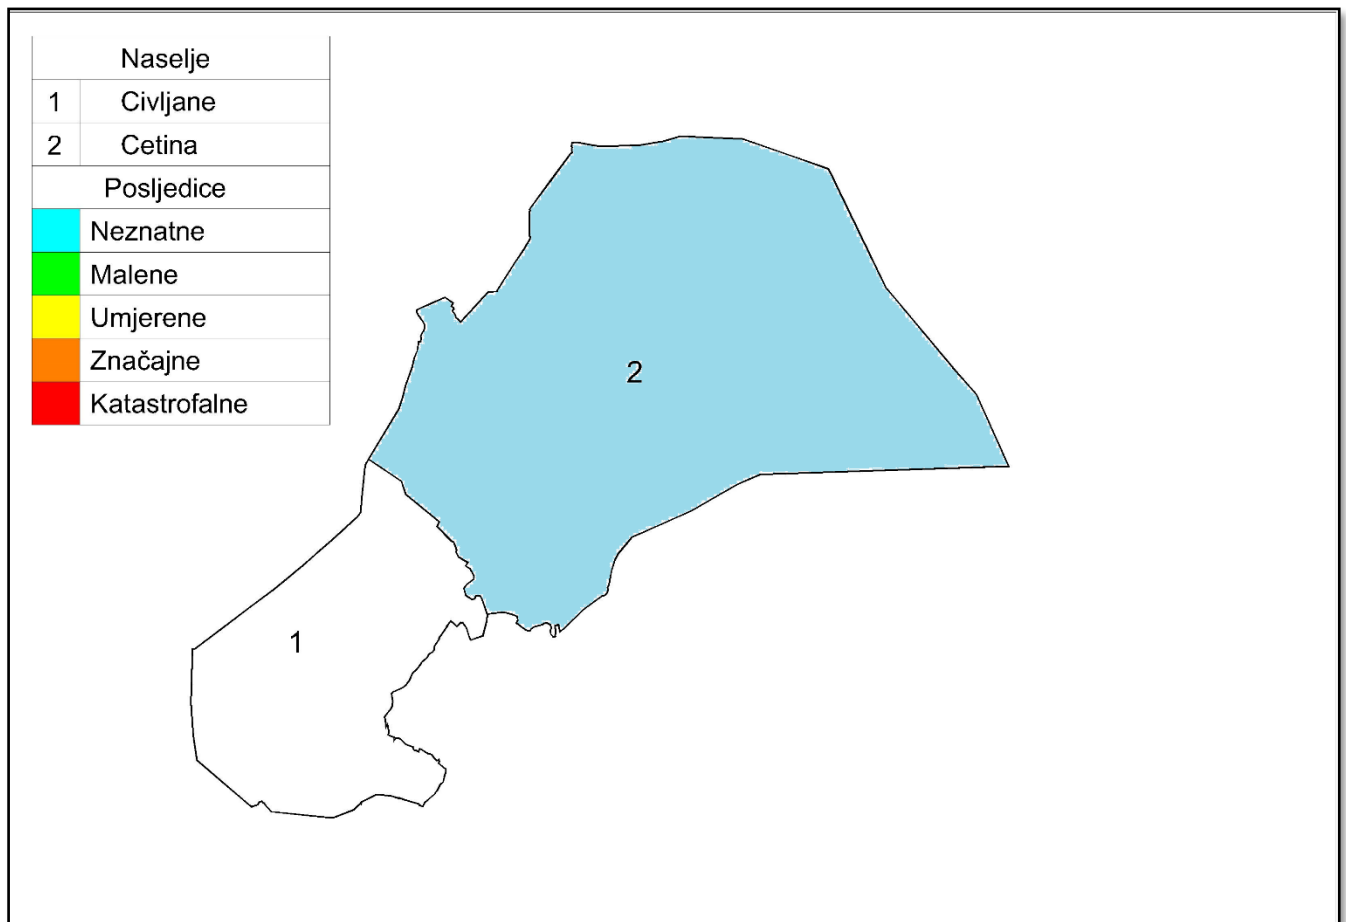 Naselje
1 Civljane
2 Cetina
Posljedice
Neznatne
Malene
Umjerene
Značajne
Katastrofalne
2
1